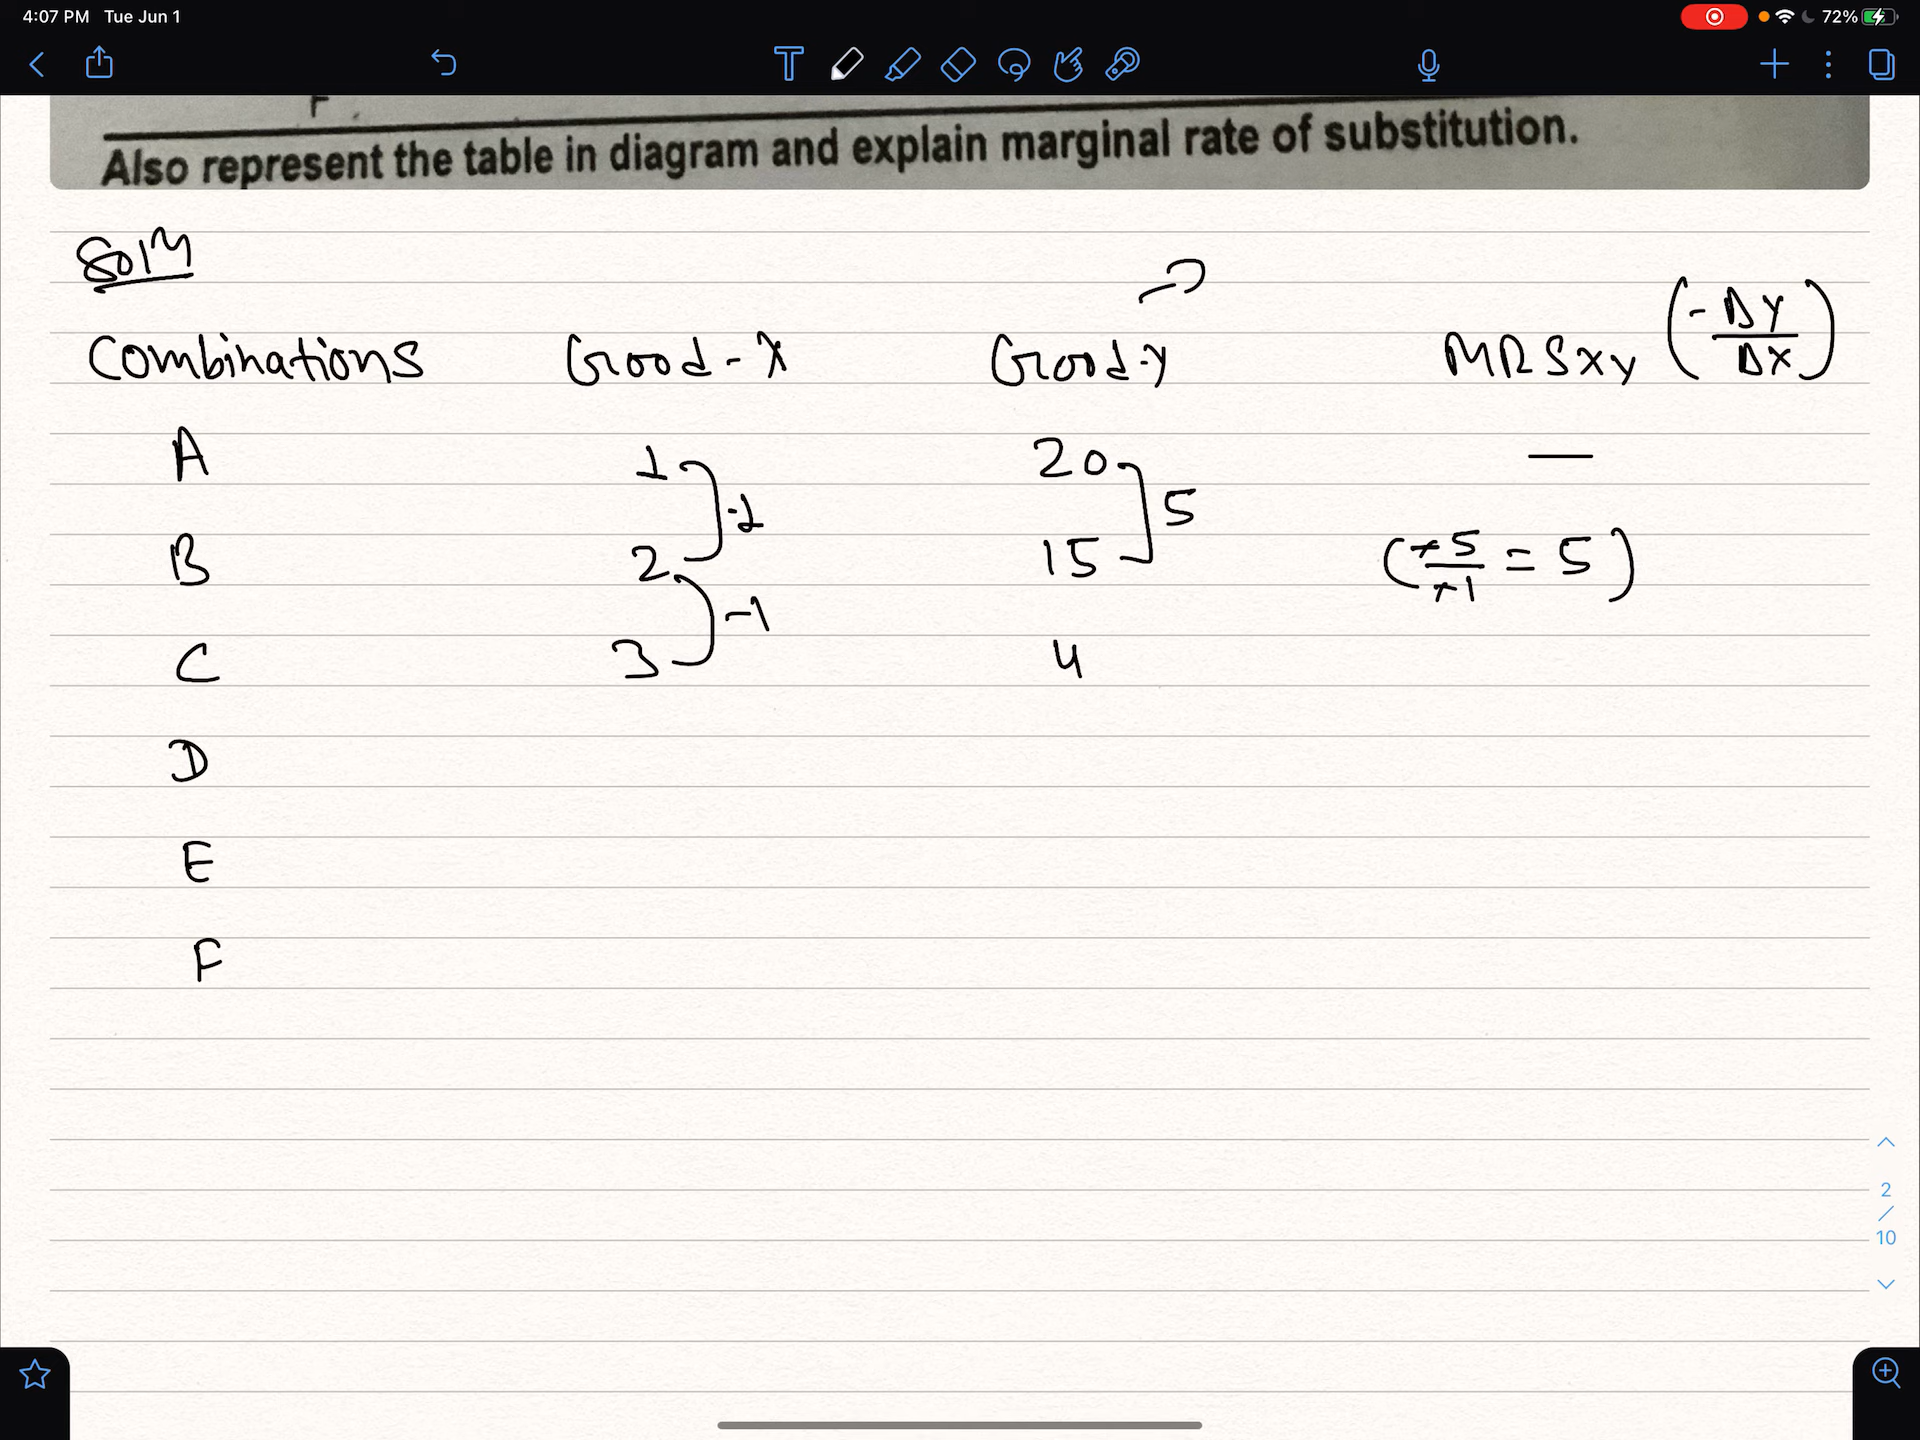 4:07 PM Tue Jun 1
72%
F
Also represent the table in diagram and explain marginal rate of substitution.
Soln
Combinations Good-X Good-Y MRSxy (-ΔY/ΔX)
A 1 20 —
-1 5
B 2 15 (+5/+1 = 5)
-1
C 3 4
D
E
F
2
/
10